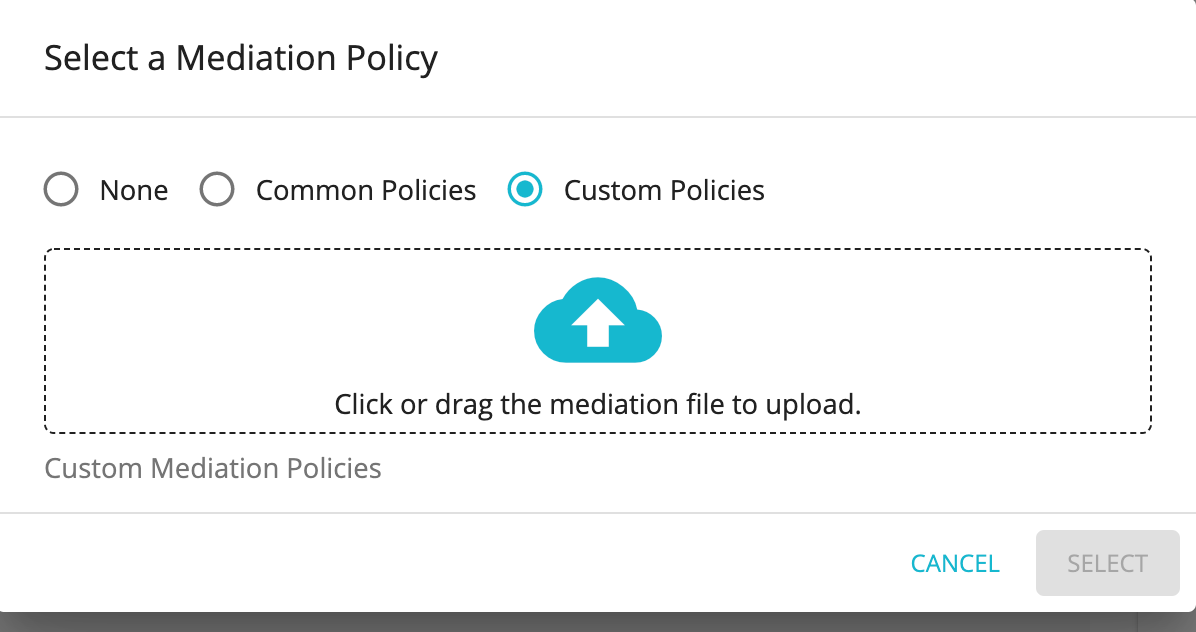 Select a Mediation Policy
None Common Policies Custom Policies
Click or drag the mediation file to upload.
Custom Mediation Policies
CANCEL SELECT